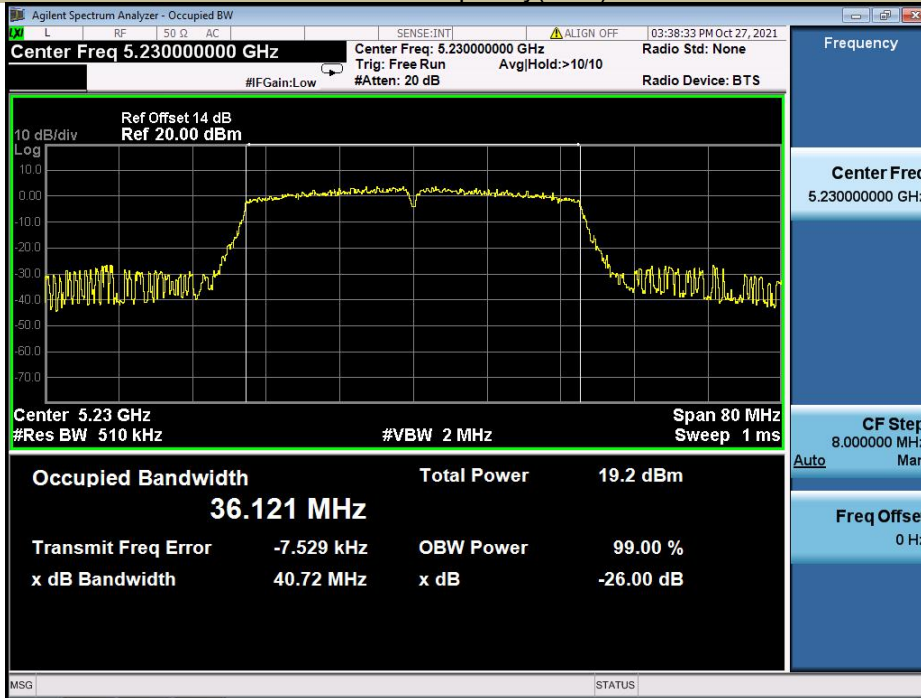 Agilent Spectrum Analyzer - Occupied BW
LXI L RF 50 Ω AC SENSE:INT ALIGN OFF 03:38:33 PM Oct 27, 2021
Center Freq 5.230000000 GHz
Center Freq: 5.230000000 GHz
Radio Std: None
Trig: Free Run Avg|Hold:>10/10
#IFGain:Low #Atten: 20 dB Radio Device: BTS
Ref Offset 14 dB
10 dB/div Ref 20.00 dBm
Log
10.0
0.00
-10.0
-20.0
-30.0
-40.0
-50.0
-60.0
-70.0
Center 5.23 GHz Span 80 MHz
#Res BW 510 kHz #VBW 2 MHz Sweep 1 ms
Occupied Bandwidth Total Power 19.2 dBm
36.121 MHz
Transmit Freq Error -7.529 kHz OBW Power 99.00 %
x dB Bandwidth 40.72 MHz x dB -26.00 dB
MSG STATUS
Frequency
Center Freq
5.230000000 GHz
CF Step
8.000000 MHz
Auto Man
Freq Offset
0 Hz